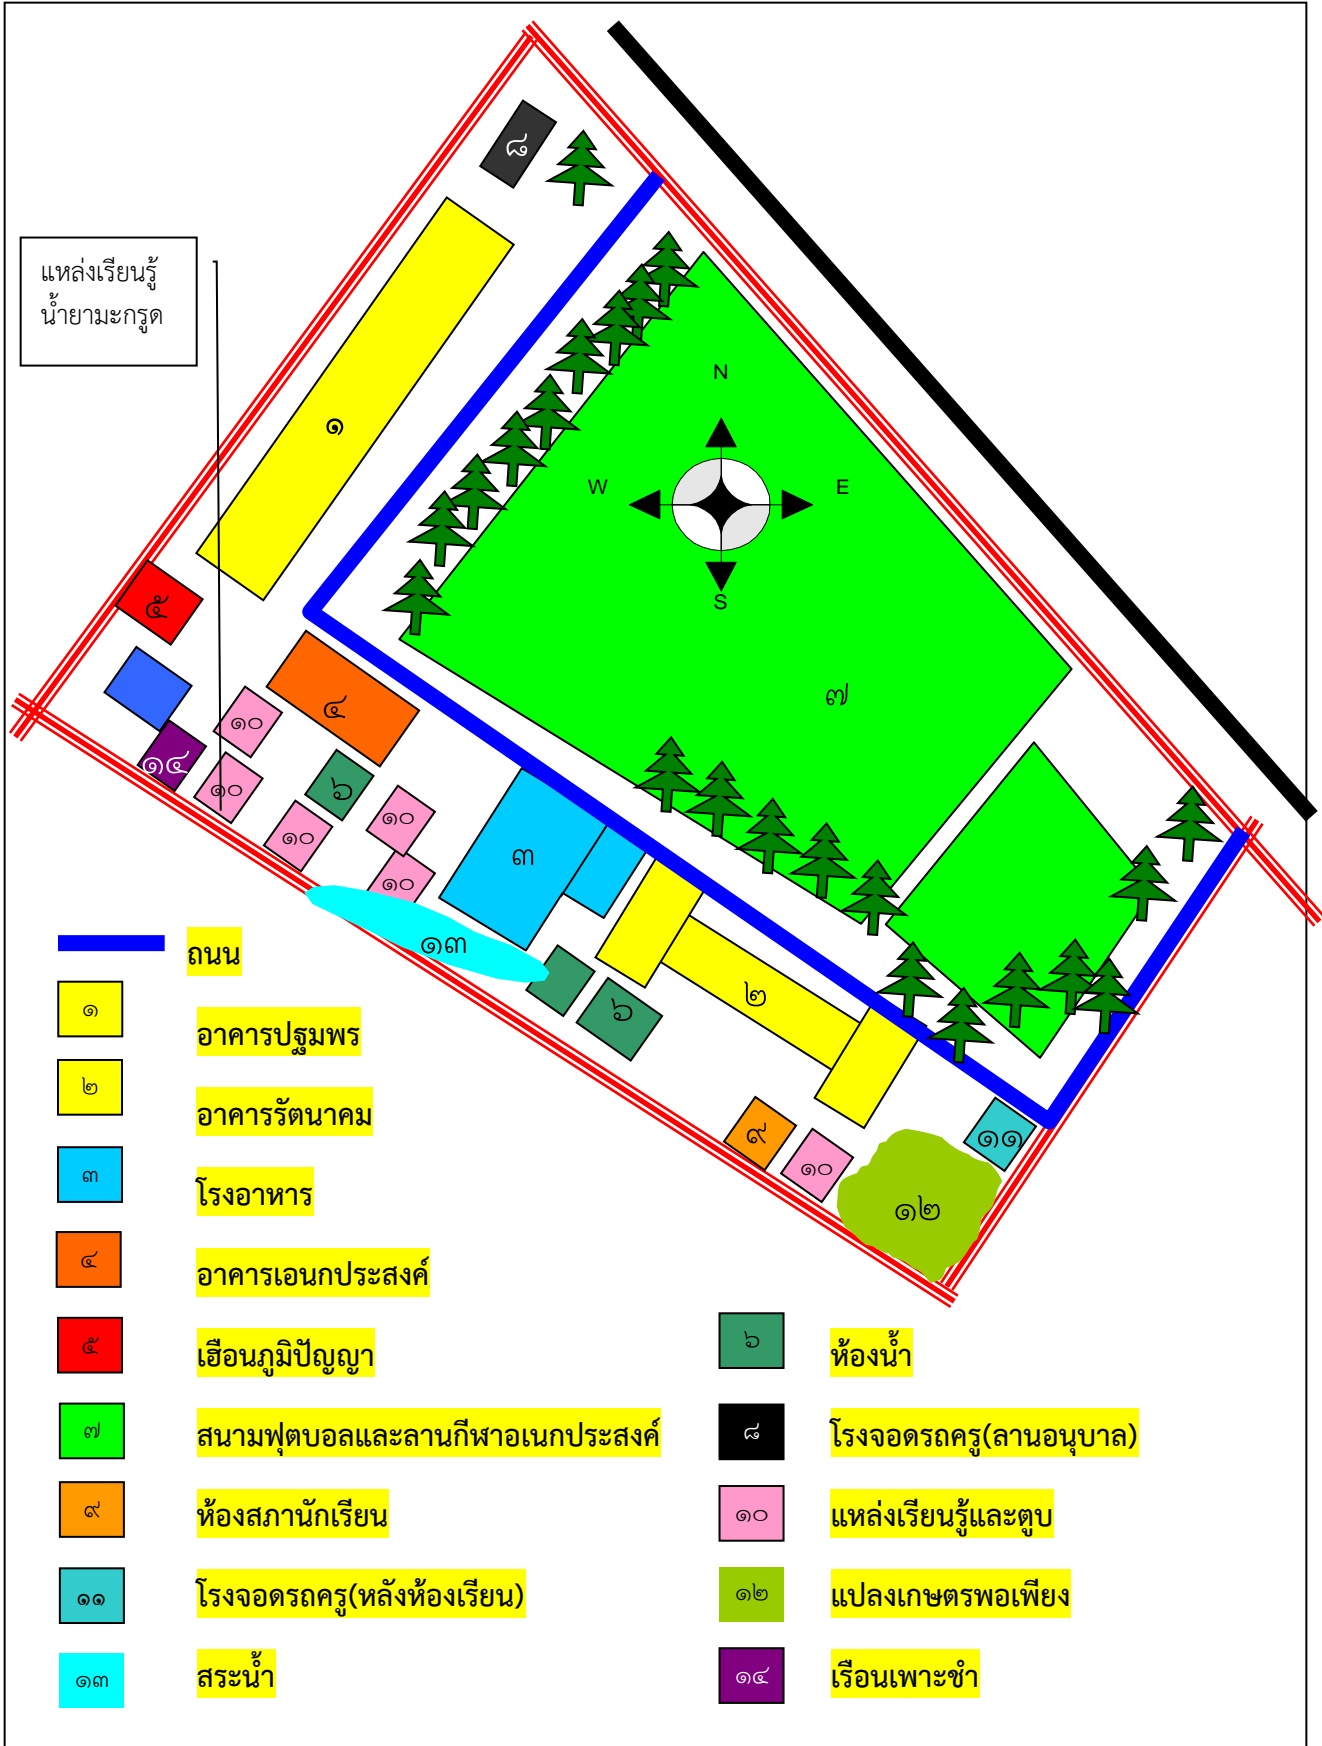 ๘
แหล่งเรียนรู้
น้ำยามะกรูด
N
๑
W
E
S
๕
๗
๑๐
๔
๑๔
๑๐
๖
๑๐
๑๐
๓
๑๐
๑๓
๒
๖
๙
๑๐
๑๑
๑๒
ถนน
๑ อาคารปฐมพร
๒ อาคารรัตนาคม
๓ โรงอาหาร
๔ อาคารเอนกประสงค์
๕ เฮือนภูมิปัญญา
๖ ห้องน้ำ
๗ สนามฟุตบอลและลานกีฬาอเนกประสงค์
๘ โรงจอดรถครู(ลานอนุบาล)
๙ ห้องสภานักเรียน
๑๐ แหล่งเรียนรู้และตูบ
๑๑ โรงจอดรถครู(หลังห้องเรียน)
๑๒ แปลงเกษตรพอเพียง
๑๓ สระน้ำ
๑๔ เรือนเพาะชำ